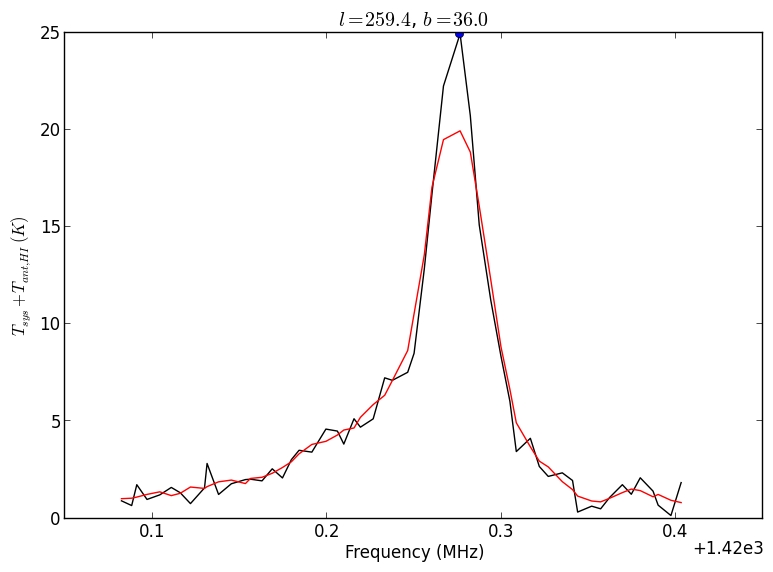 l = 259.4, b = 36.0
25
20
15
10
5
0
T_sys + T_ant,HI (K)
0.1 0.2 0.3 0.4
+1.42e3
Frequency (MHz)